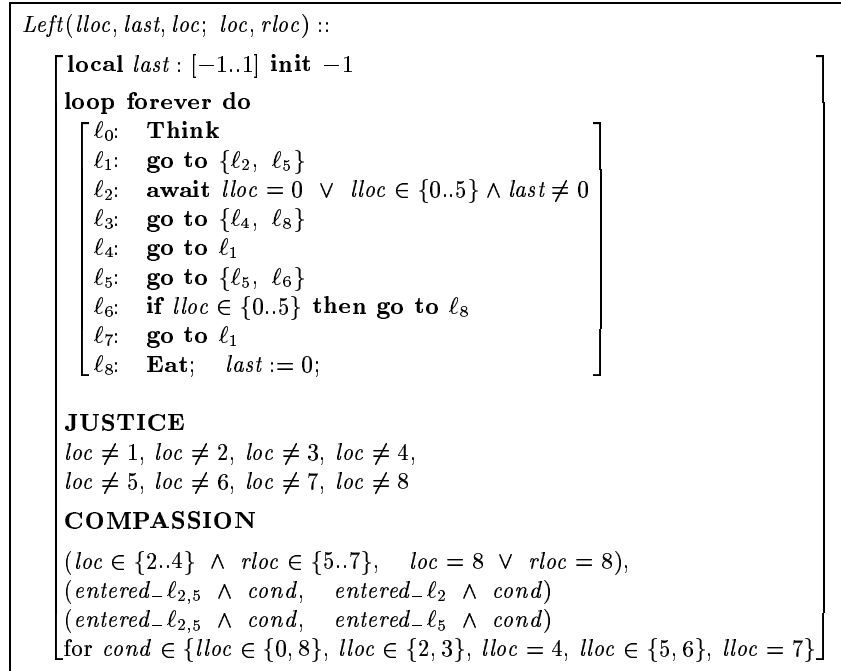 Left(lloc, last, loc; loc, rloc) ::
local last : [−1..1] init −1
loop forever do
ℓ0: Think
ℓ1: go to {ℓ2, ℓ5}
ℓ2: await lloc = 0 ∨ lloc ∈ {0..5} ∧ last ≠ 0
ℓ3: go to {ℓ4, ℓ8}
ℓ4: go to ℓ1
ℓ5: go to {ℓ5, ℓ6}
ℓ6: if lloc ∈ {0..5} then go to ℓ8
ℓ7: go to ℓ1
ℓ8: Eat; last := 0;
JUSTICE
loc ≠ 1, loc ≠ 2, loc ≠ 3, loc ≠ 4,
loc ≠ 5, loc ≠ 6, loc ≠ 7, loc ≠ 8
COMPASSION
(loc ∈ {2..4} ∧ rloc ∈ {5..7}, loc = 8 ∨ rloc = 8),
(entered_ℓ2,5 ∧ cond, entered_ℓ2 ∧ cond)
(entered_ℓ2,5 ∧ cond, entered_ℓ5 ∧ cond)
for cond ∈ {lloc ∈ {0, 8}, lloc ∈ {2, 3}, lloc = 4, lloc ∈ {5, 6}, lloc = 7}